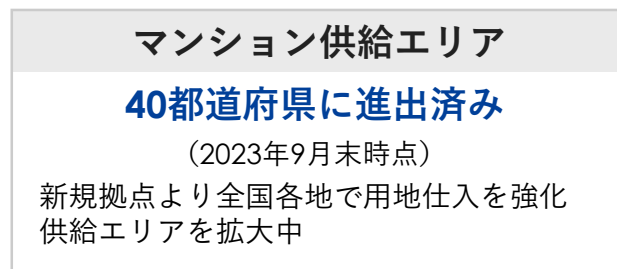 マンション供給エリア
40都道府県に進出済み
（2023年9月末時点）
新規拠点より全国各地で用地仕入を強化
供給エリアを拡大中